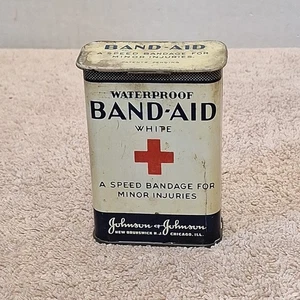 BAND-AID
A SPEED BANDAGE FOR
MINOR INJURIES
WATERPROOF
BAND-AID
WHITE
A SPEED BANDAGE FOR
MINOR INJURIES
Johnson & Johnson
NEW BRUNSWICK N.J. CHICAGO, ILL.